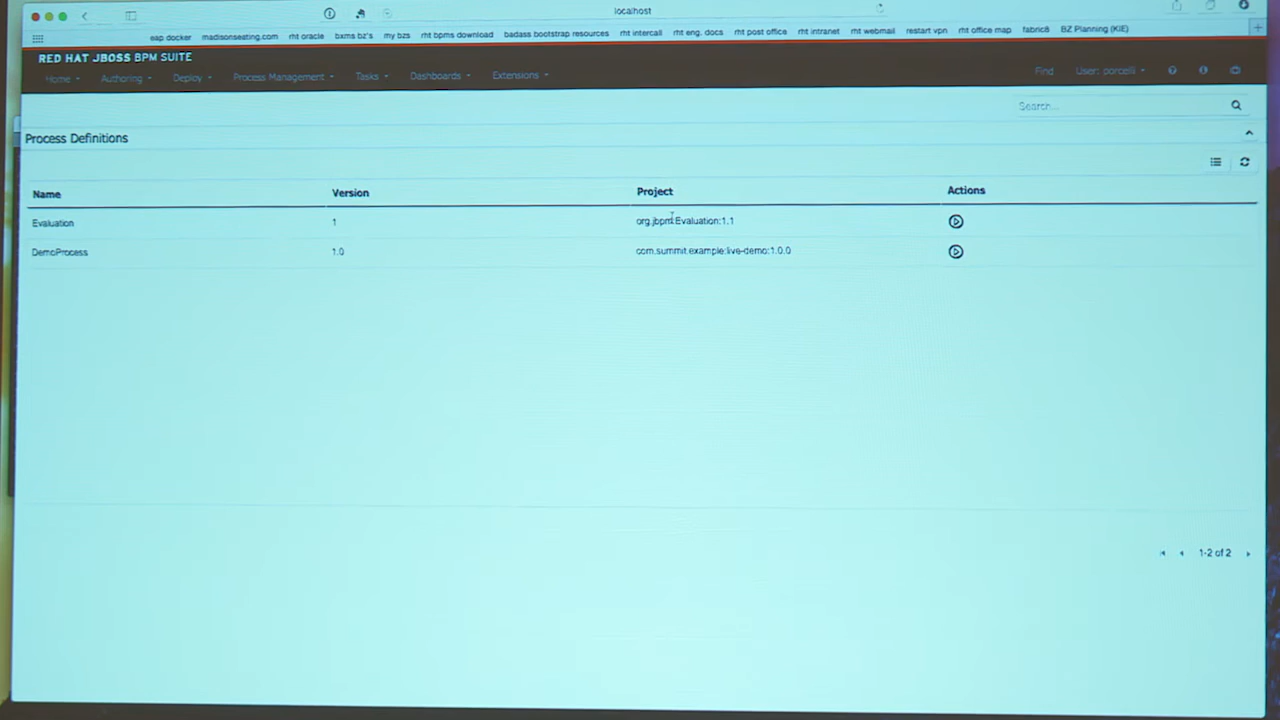 localhost
eap docker madisonseating.com rht oracle bxms bz's my bzs rht bpms download badass bootstrap resources rht intercall rht eng. docs rht post office rht intranet rht webmail restart vpn rht office map fabric8 BZ Planning (KIE)
RED HAT JBOSS BPM SUITE
Home Authoring Deploy Process Management Tasks Dashboards Extensions Find User: porcelli
Search...
Process Definitions
Name Version Project Actions
Evaluation 1 org.jbpm:Evaluation:1.1
DemoProcess 1.0 com.summit.example:live-demo:1.0.0
1-2 of 2